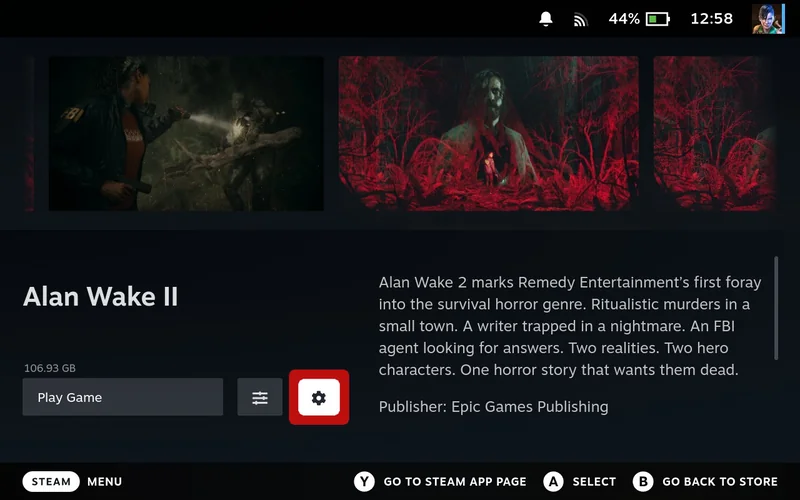 44% 12:58
FBI
Alan Wake II
106.93 GB
Play Game
Alan Wake 2 marks Remedy Entertainment's first foray
into the survival horror genre. Ritualistic murders in a
small town. A writer trapped in a nightmare. An FBI
agent looking for answers. Two realities. Two hero
characters. One horror story that wants them dead.
Publisher: Epic Games Publishing
STEAM MENU Y GO TO STEAM APP PAGE A SELECT B GO BACK TO STORE